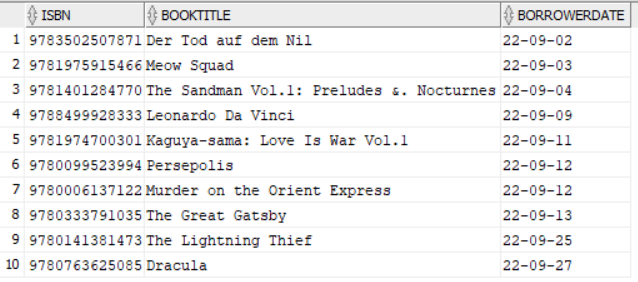 ISBN BOOKTITLE BORROWERDATE
1 9783502507871 Der Tod auf dem Nil 22-09-02
2 9781975915466 Meow Squad 22-09-03
3 9781401284770 The Sandman Vol.1: Preludes &. Nocturnes 22-09-04
4 9788499928333 Leonardo Da Vinci 22-09-09
5 9781974700301 Kaguya-sama: Love Is War Vol.1 22-09-11
6 9780099523994 Persepolis 22-09-12
7 9780006137122 Murder on the Orient Express 22-09-12
8 9780333791035 The Great Gatsby 22-09-13
9 9780141381473 The Lightning Thief 22-09-25
10 9780763625085 Dracula 22-09-27